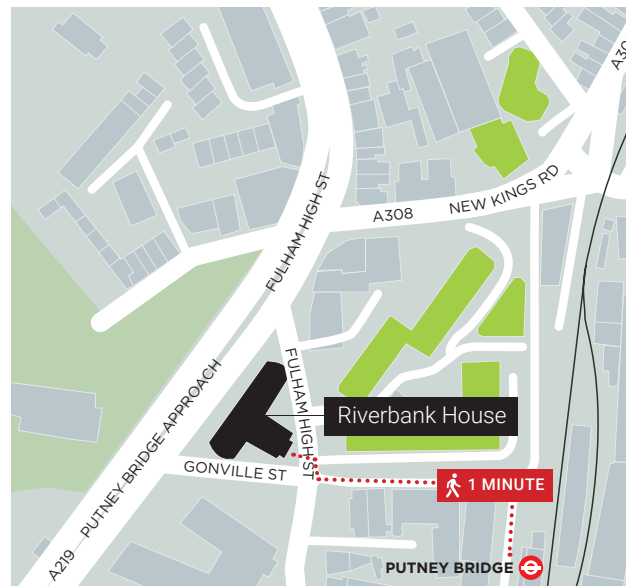 A30
FULHAM HIGH ST
A308 NEW KINGS RD
FULHAM HIGH ST
Riverbank House
A219 PUTNEY BRIDGE APPROACH
GONVILLE ST
1 MINUTE
PUTNEY BRIDGE